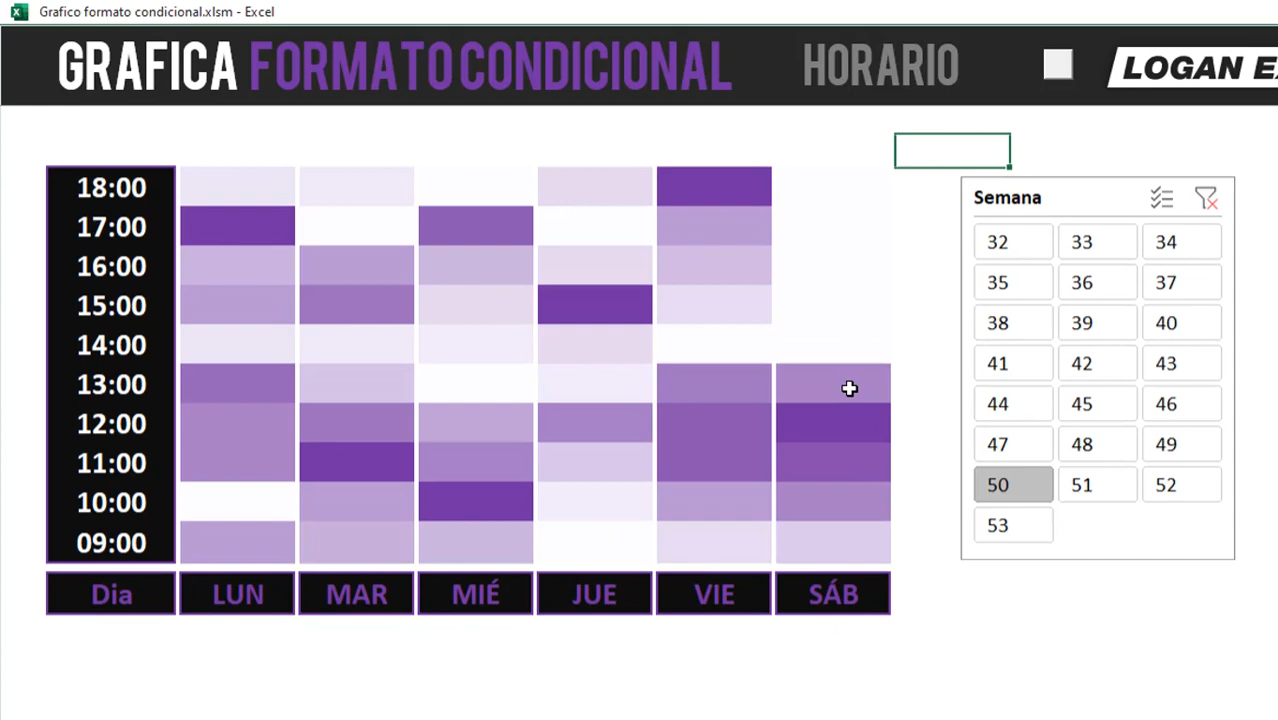 Grafico formato condicional.xlsm - Excel
GRAFICA FORMATO CONDICIONAL
HORARIO
LOGAN
18:00
17:00
16:00
15:00
14:00
13:00
12:00
11:00
10:00
09:00
Dia LUN MAR MIÉ JUE VIE SÁB
Semana
32 33 34
35 36 37
38 39 40
41 42 43
44 45 46
47 48 49
50 51 52
53